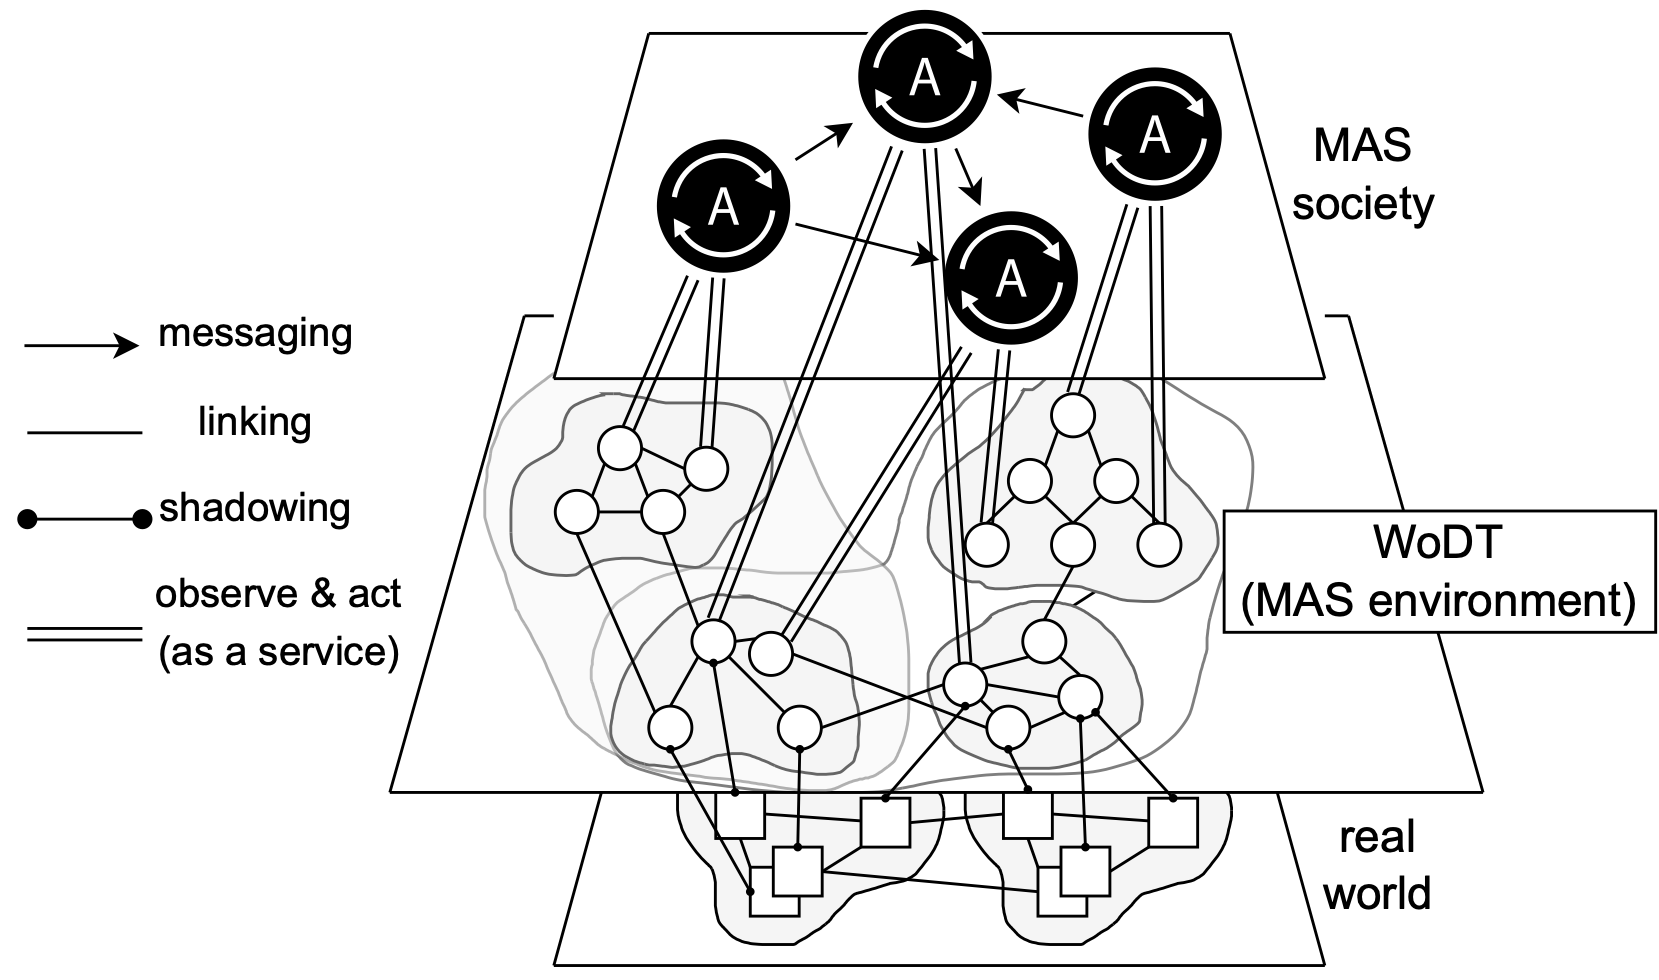 A
A
A
A
MAS
society
messaging
linking
shadowing
observe & act
(as a service)
WoDT
(MAS environment)
real
world